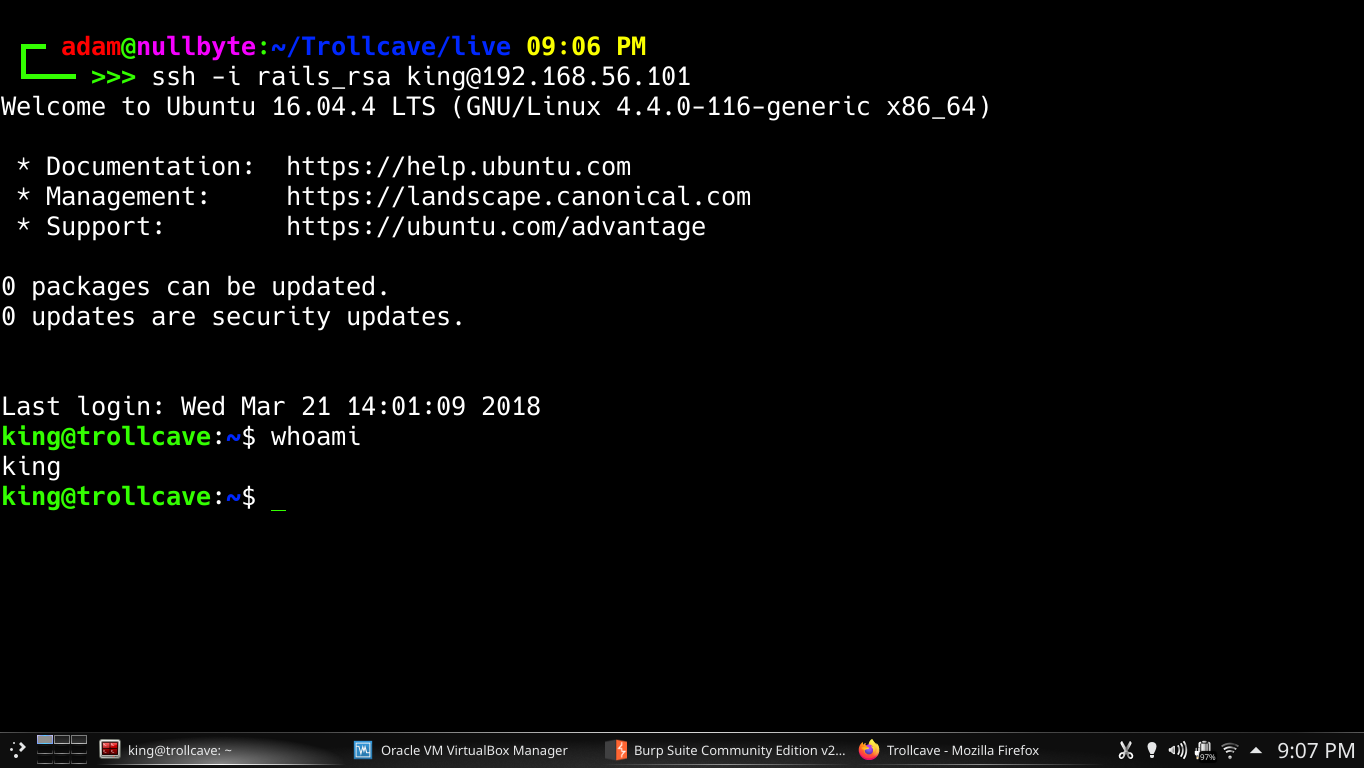 adam@nullbyte:~/Trollcave/live 09:06 PM
>>> ssh -i rails_rsa king@192.168.56.101
Welcome to Ubuntu 16.04.4 LTS (GNU/Linux 4.4.0-116-generic x86_64)
* Documentation:  https://help.ubuntu.com
* Management:     https://landscape.canonical.com
* Support:        https://ubuntu.com/advantage
0 packages can be updated.
0 updates are security updates.
Last login: Wed Mar 21 14:01:09 2018
king@trollcave:~$ whoami
king
king@trollcave:~$ _
king@trollcave: ~ Oracle VM VirtualBox Manager Burp Suite Community Edition v2... Trollcave - Mozilla Firefox 97% 9:07 PM